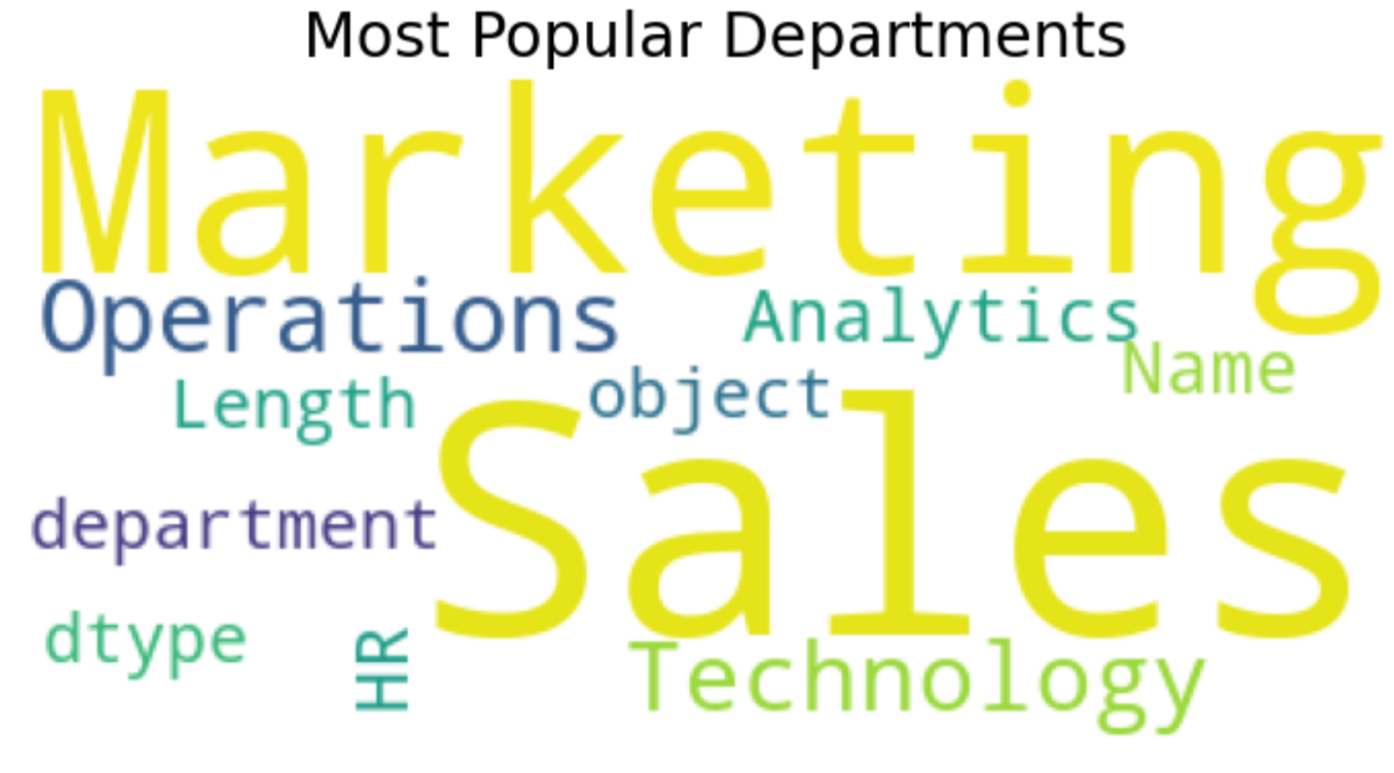 Most Popular Departments
Marketing
Operations
Analytics
Name
Length
object
Sales
department
dtype
HR
Technology